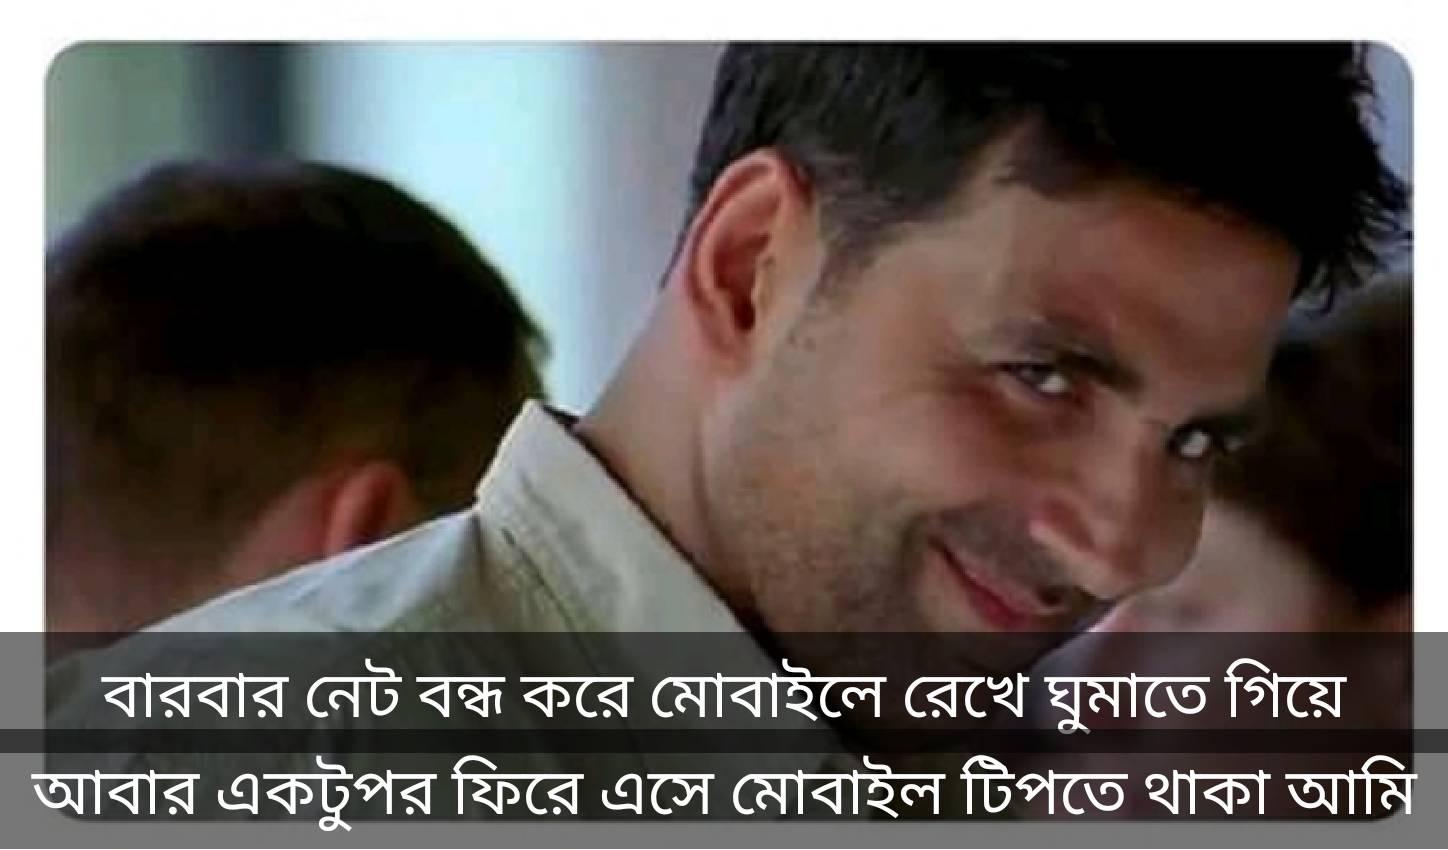 বারবার নেট বন্ধ করে মোবাইলে রেখে ঘুমাতে গিয়ে
আবার একটুপর ফিরে এসে মোবাইল টিপতে থাকা আমি